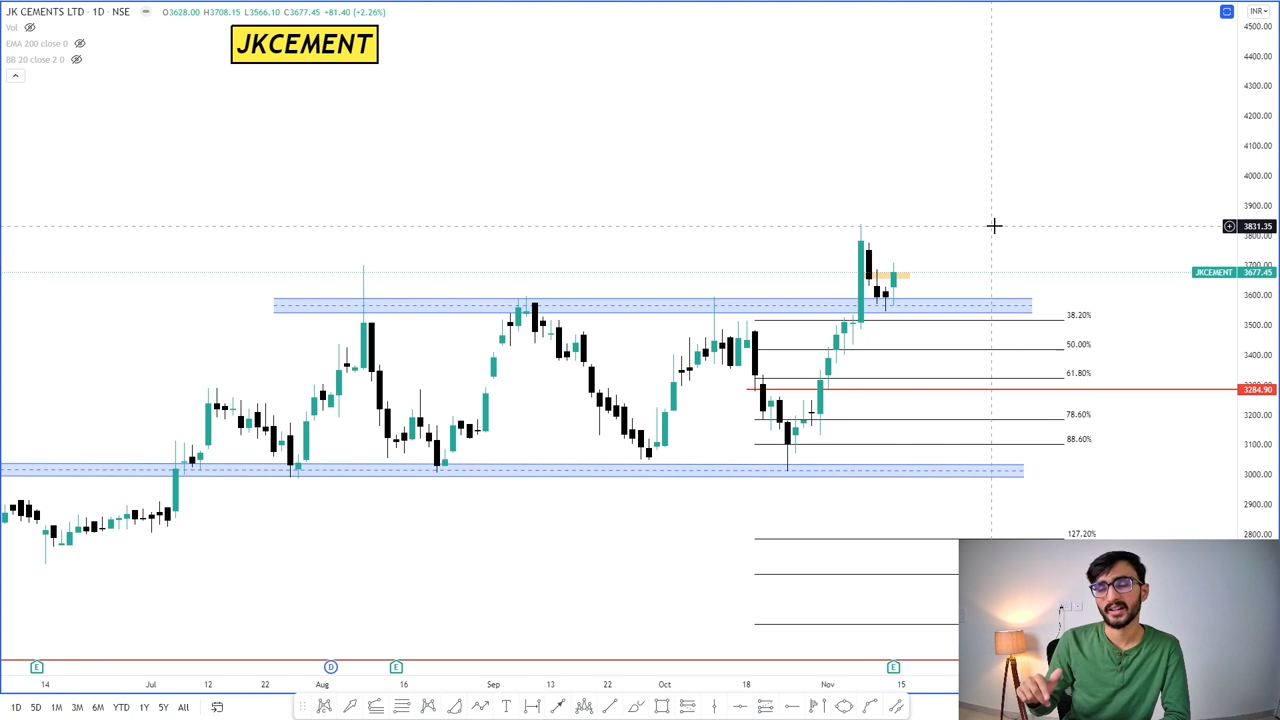 JK CEMENTS LTD · 1D · NSE O3628.00 H3708.15 L3566.10 C3677.45 +81.40 (+2.26%)
INR
Vol
EMA 200 close 0
BB 20 close 2 0
JKCEMENT
4500.00
4400.00
4300.00
4200.00
4100.00
4000.00
3900.00
3831.35
3800.00
3700.00
JKCEMENT 3677.45
3600.00
38.20%
3500.00
50.00%
3400.00
61.80%
3284.90
78.60%
3200.00
88.60%
3100.00
3000.00
2900.00
127.20%
2800.00
E D E E
14 Jul 12 22 Aug 16 Sep 13 22 Oct 18 Nov 15
1D 5D 1M 3M 6M YTD 1Y 5Y All